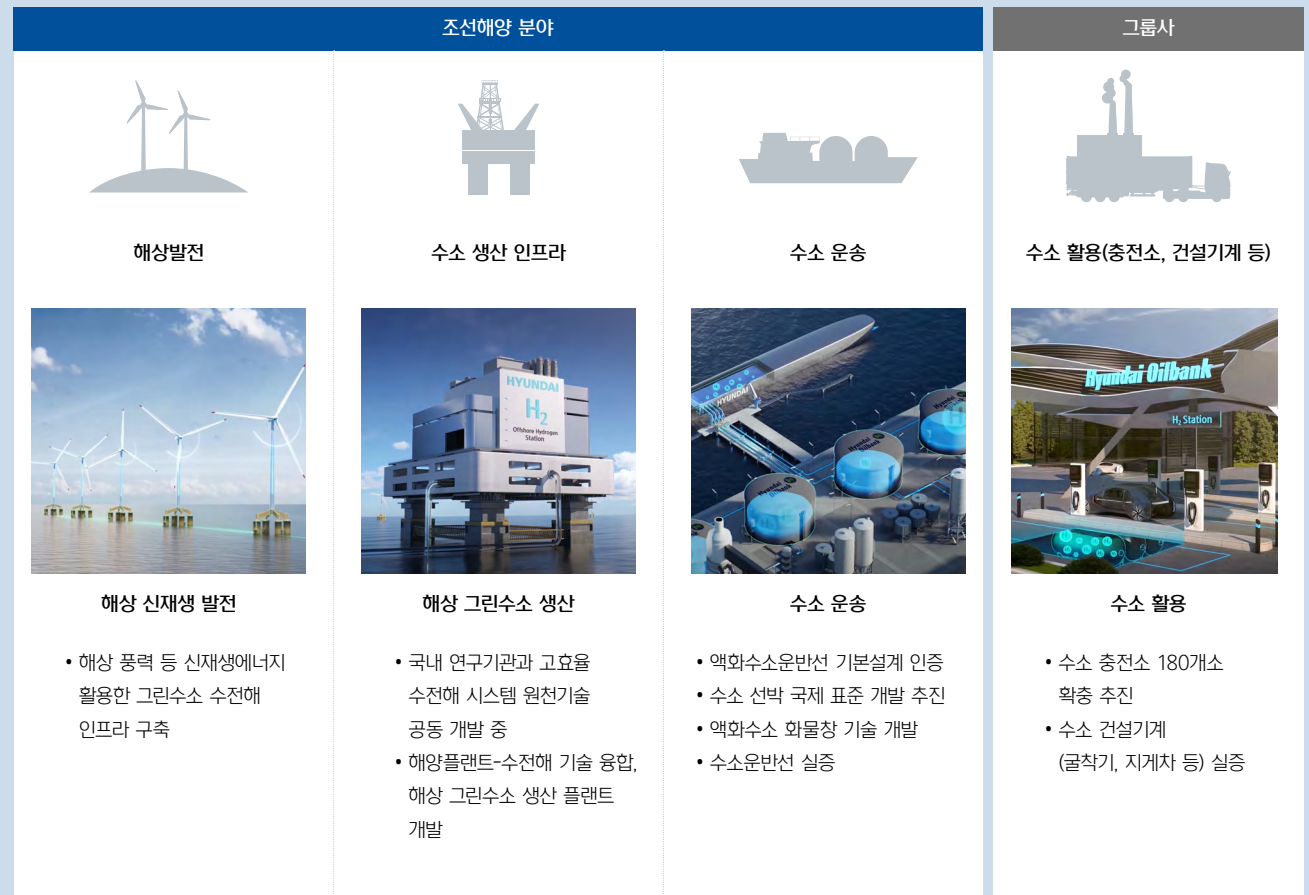 조선해양 분야
그룹사
해상발전
수소 생산 인프라
수소 운송
수소 활용(충전소, 건설기계 등)
HYUNDAI
H₂
Offshore Hydrogen
Station
HYUNDAI
Hyundai
Oilbank
Hyundai
Oilbank
Hyundai
Hyundai Oilbank
H₂ Station
해상 신재생 발전
• 해상 풍력 등 신재생에너지
활용한 그린수소 수전해
인프라 구축
해상 그린수소 생산
• 국내 연구기관과 고효율
수전해 시스템 원천기술
공동 개발 중
• 해양플랜트-수전해 기술 융합,
해상 그린수소 생산 플랜트
개발
수소 운송
• 액화수소운반선 기본설계 인증
• 수소 선박 국제 표준 개발 추진
• 액화수소 화물창 기술 개발
• 수소운반선 실증
수소 활용
• 수소 충전소 180개소
확충 추진
• 수소 건설기계
(굴착기, 지게차 등) 실증